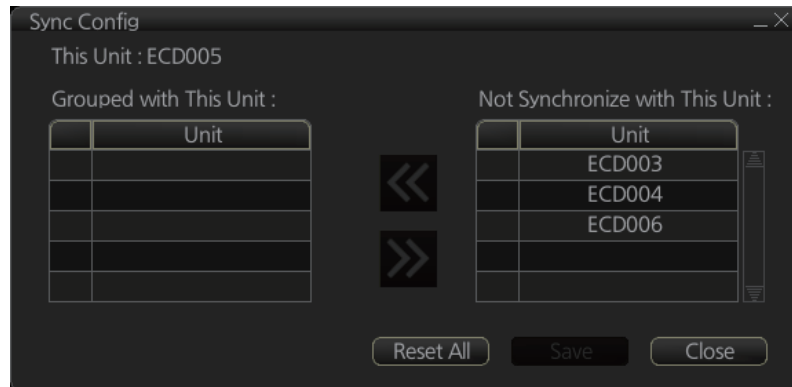 Sync Config
This Unit : ECD005
Grouped with This Unit :
Unit
Not Synchronize with This Unit :
Unit
ECD003
ECD004
ECD006
Reset All
Save
Close